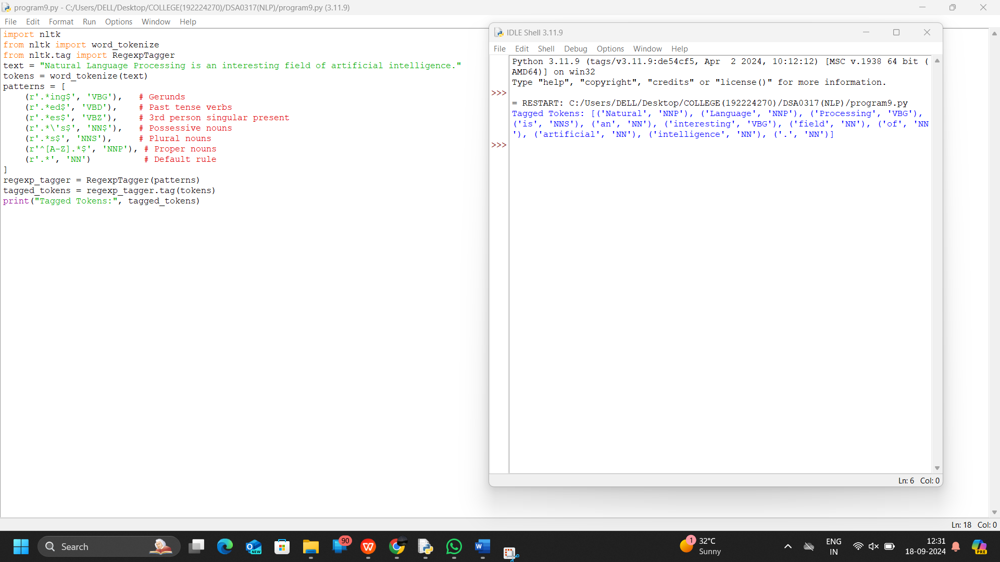 program9.py - C:/Users/DELL/Desktop/COLLEGE(192224270)/DSA0317(NLP)/program9.py (3.11.9)
File Edit Format Run Options Window Help
import nltk
from nltk import word_tokenize
from nltk.tag import RegexpTagger
text = "Natural Language Processing is an interesting field of artificial intelligence."
tokens = word_tokenize(text)
patterns = [
    (r'.*ing$', 'VBG'),   # Gerunds
    (r'.*ed$', 'VBD'),    # Past tense verbs
    (r'.*es$', 'VBZ'),    # 3rd person singular present
    (r'.*\'s$', 'NN$'),   # Possessive nouns
    (r'.*s$', 'NNS'),     # Plural nouns
    (r'^[A-Z].*$', 'NNP'), # Proper nouns
    (r'.*', 'NN')          # Default rule
]
regexp_tagger = RegexpTagger(patterns)
tagged_tokens = regexp_tagger.tag(tokens)
print("Tagged Tokens:", tagged_tokens)
IDLE Shell 3.11.9
File Edit Shell Debug Options Window Help
Python 3.11.9 (tags/v3.11.9:de54cf5, Apr  2 2024, 10:12:12) [MSC v.1938 64 bit (
AMD64)] on win32
Type "help", "copyright", "credits" or "license()" for more information.
>>>
= RESTART: C:/Users/DELL/Desktop/COLLEGE(192224270)/DSA0317(NLP)/program9.py
Tagged Tokens: [('Natural', 'NNP'), ('Language', 'NNP'), ('Processing', 'VBG'),
('is', 'NNS'), ('an', 'NN'), ('interesting', 'VBG'), ('field', 'NN'), ('of', 'NN
'), ('artificial', 'NN'), ('intelligence', 'NN'), ('.', 'NN')]
>>>
Ln: 6 Col: 0
Ln: 18 Col: 0
Search
NEW
90
W
W
1
32°C
Sunny
ENG
IN
12:31
18-09-2024
PRE